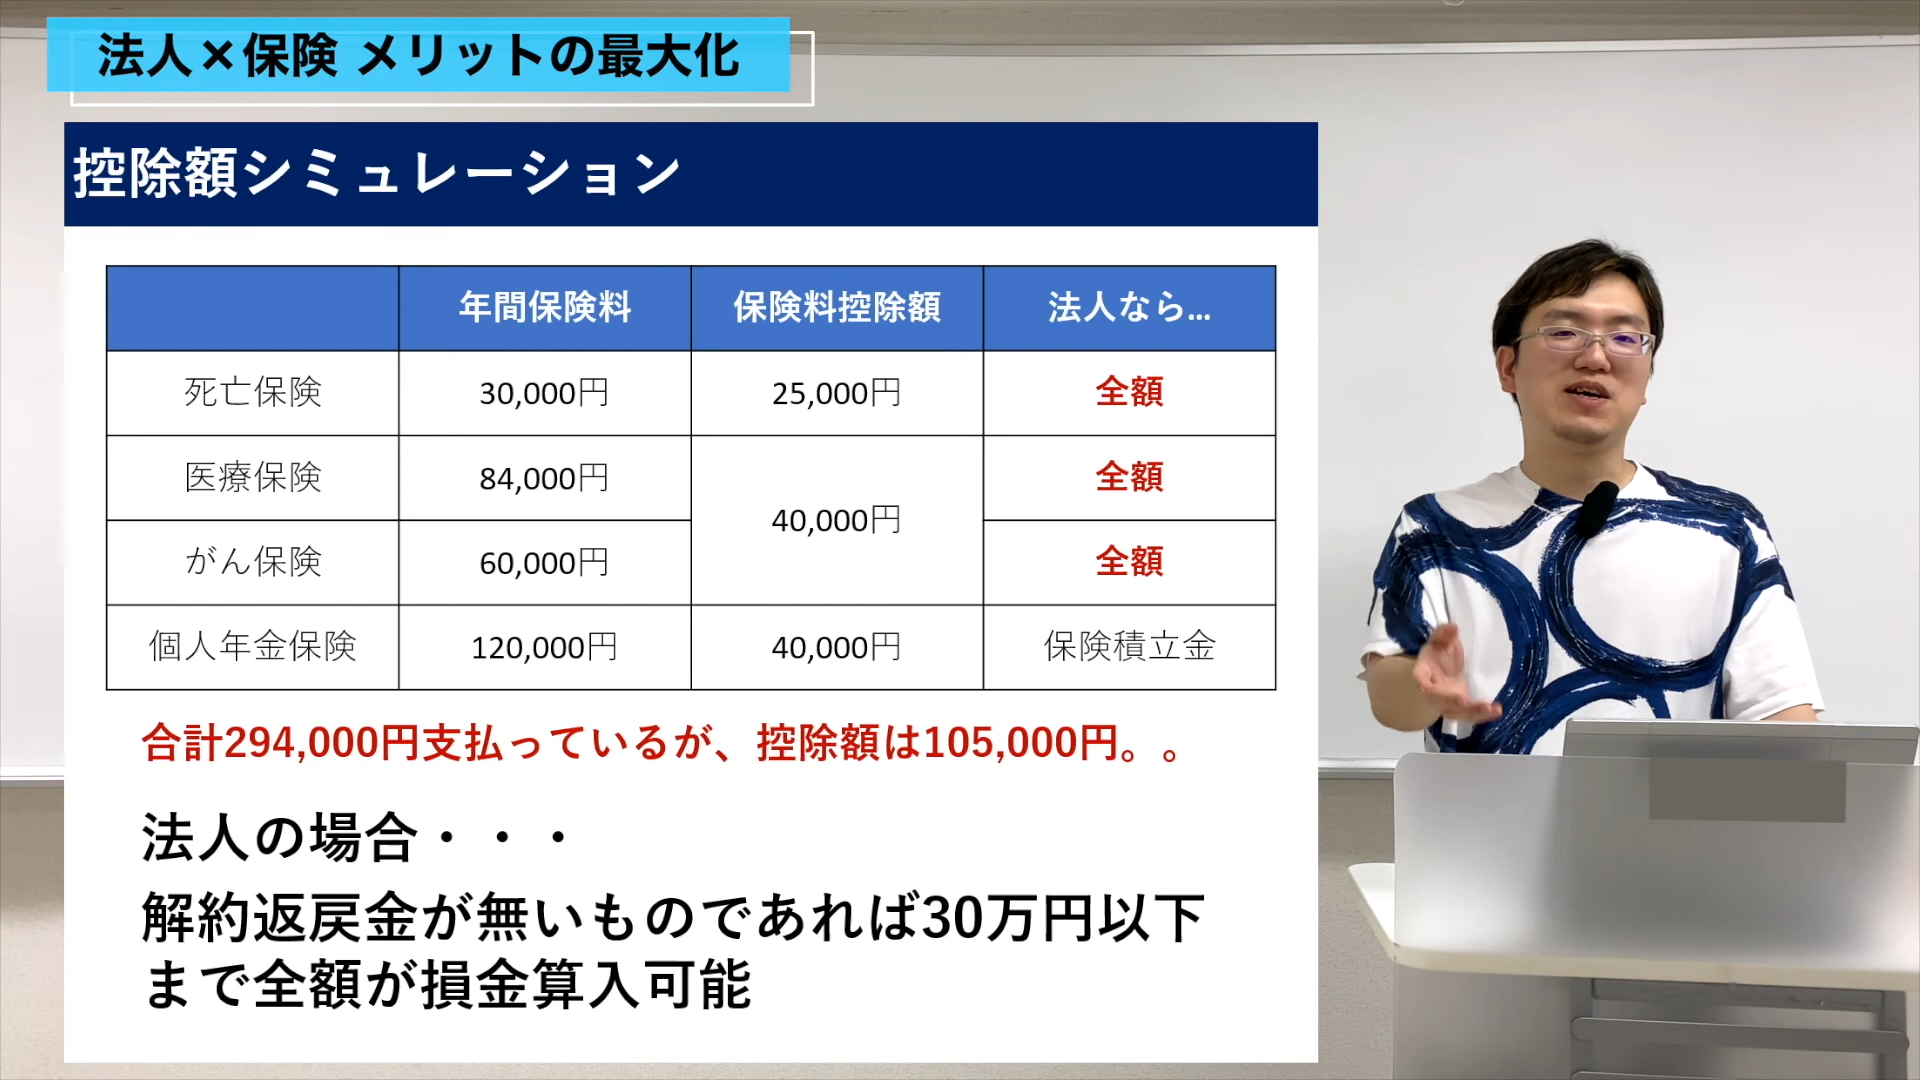 法人×保険 メリットの最大化
控除額シミュレーション
年間保険料 保険料控除額 法人なら...
死亡保険 30,000円 25,000円 全額
医療保険 84,000円 40,000円 全額
がん保険 60,000円 全額
個人年金保険 120,000円 40,000円 保険積立金
合計294,000円支払っているが、控除額は105,000円。。
法人の場合・・・
解約返戻金が無いものであれば30万円以下
まで全額が損金算入可能